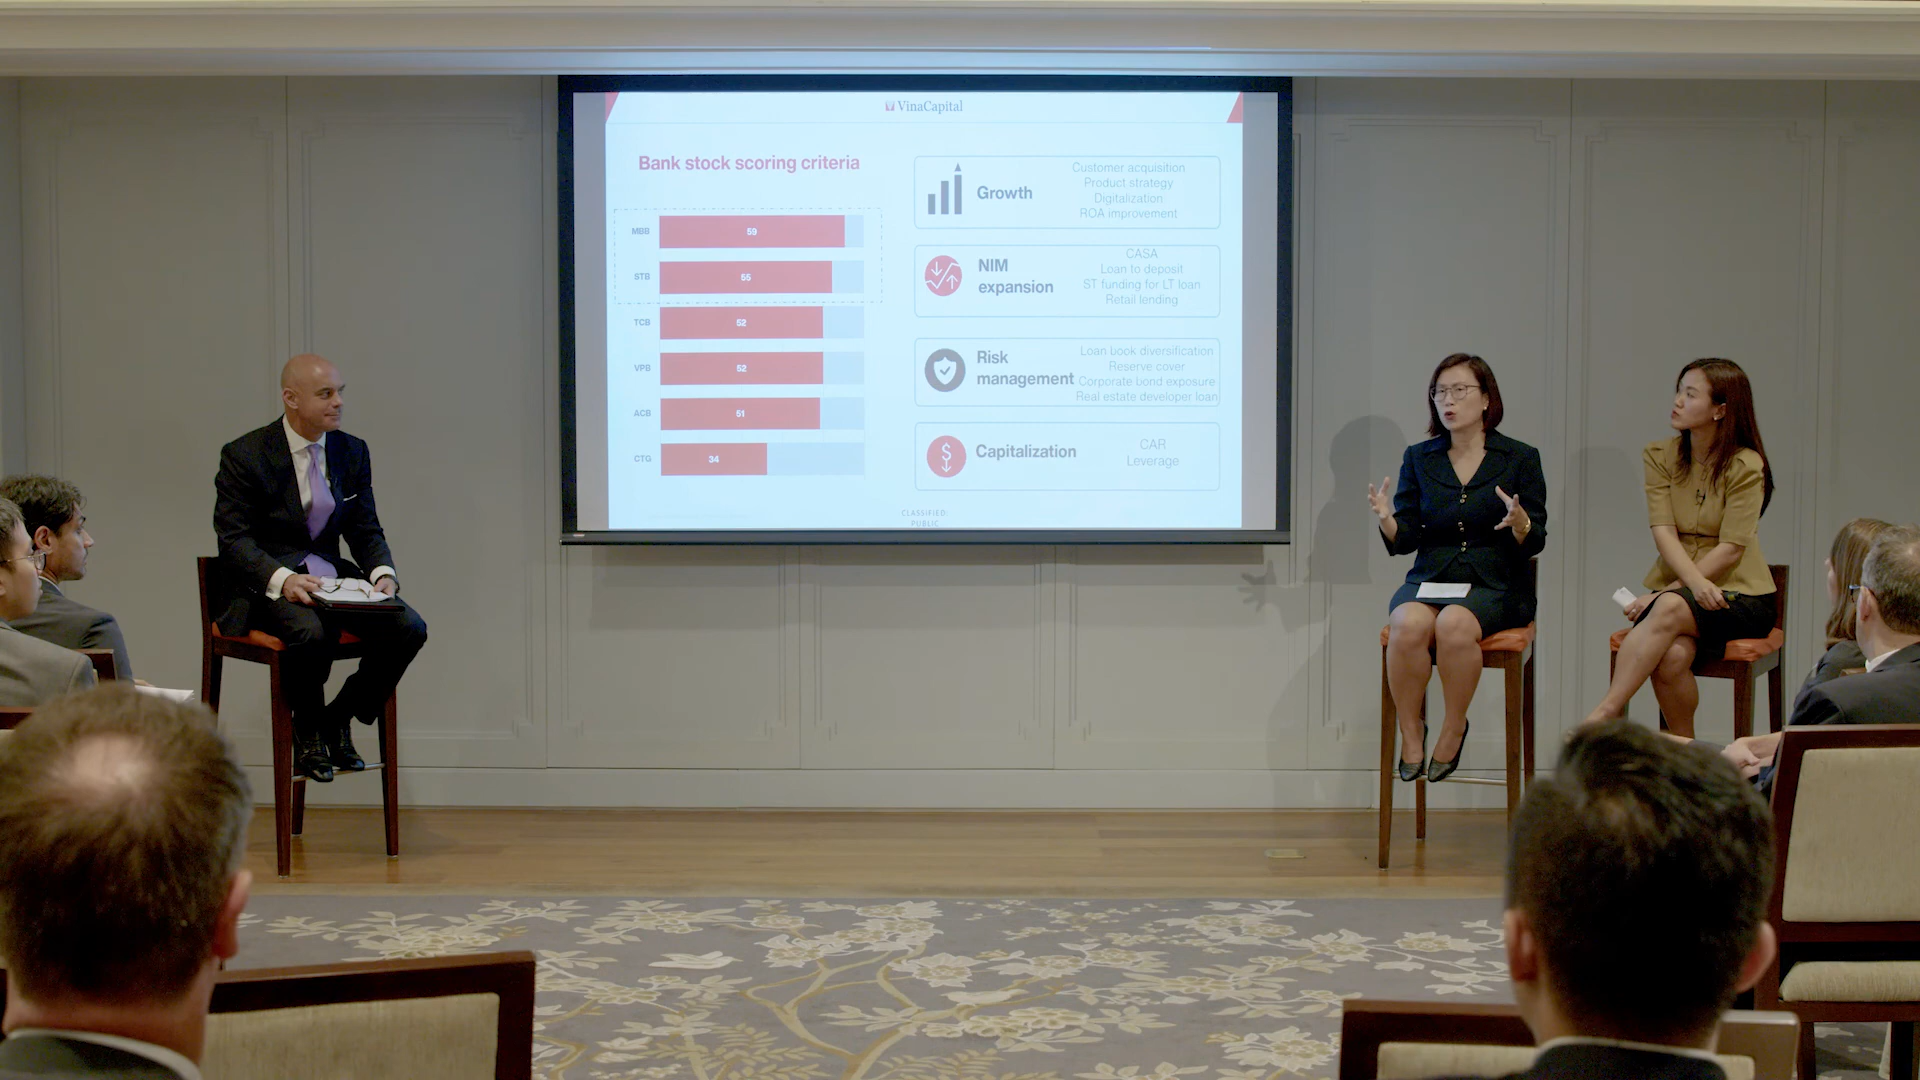 VinaCapital
Bank stock scoring criteria
MBB 59
STB 55
TCB 52
VPB 52
ACB 51
CTG 34
Growth
Customer acquisition
Product strategy
Digitalization
ROA improvement
NIM
expansion
CASA
Loan to deposit
ST funding for LT loan
Retail lending
Risk
management
Loan book diversification
Reserve cover
Corporate bond exposure
Real estate developer loan
Capitalization
CAR
Leverage
CLASSIFIED:
PUBLIC